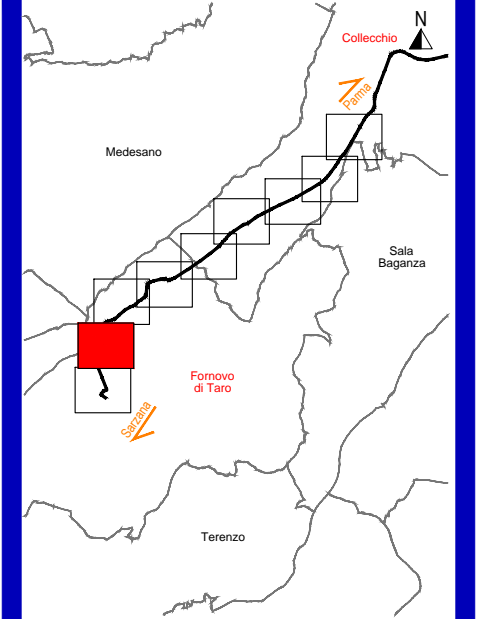 N
Collecchio
Parma
Medesano
Sala
Baganza
Fornovo
di Taro
Sarzana
Terenzo